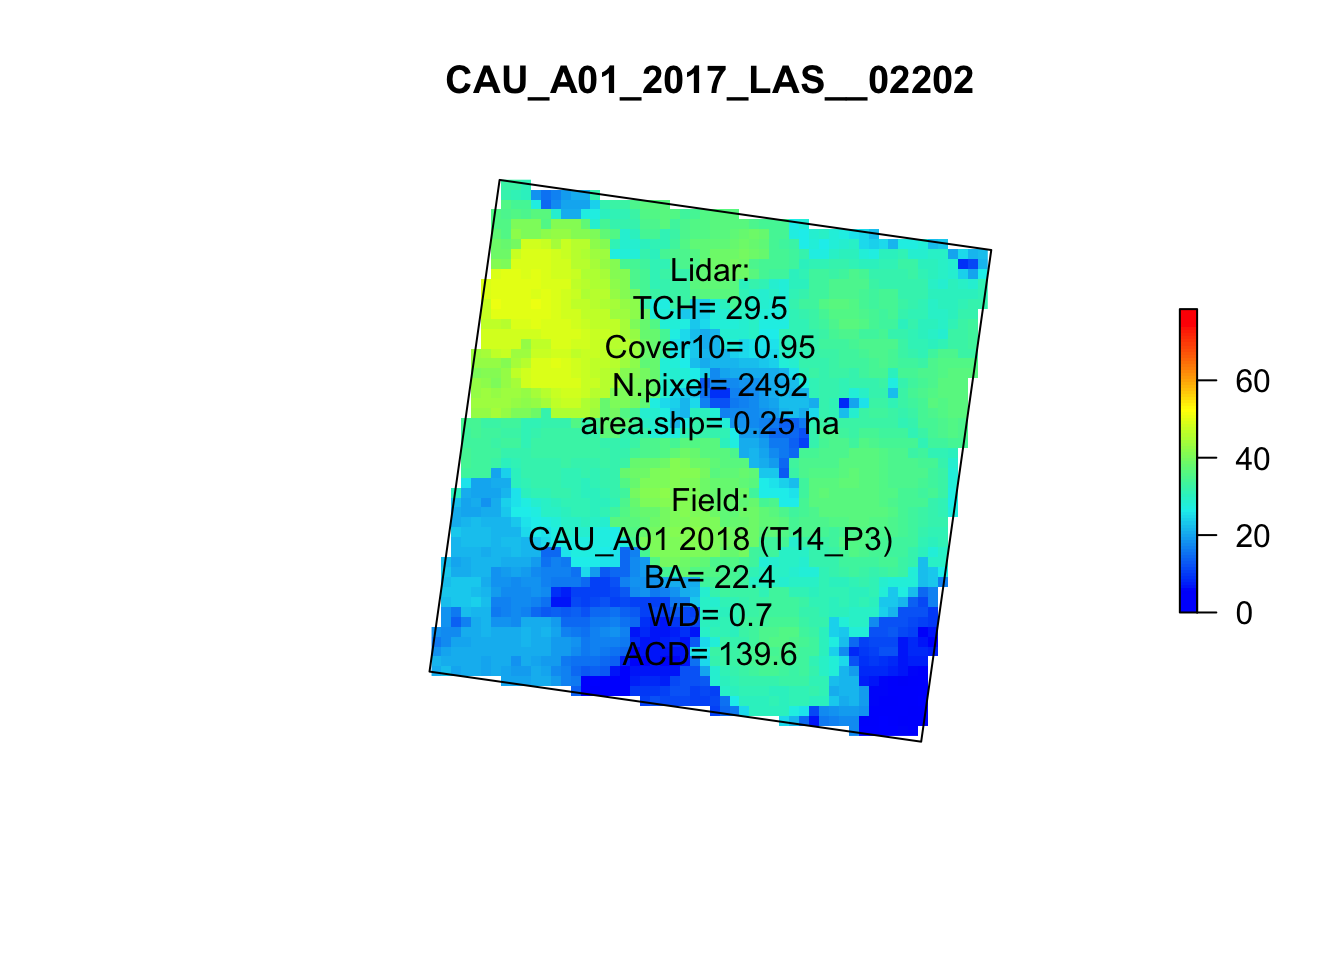 CAU_A01_2017_LAS__02202
Lidar:
TCH= 29.5
Cover10= 0.95
N.pixel= 2492
area.shp= 0.25 ha
Field:
CAU_A01 2018 (T14_P3)
BA= 22.4
WD= 0.7
ACD= 139.6
60
40
20
0